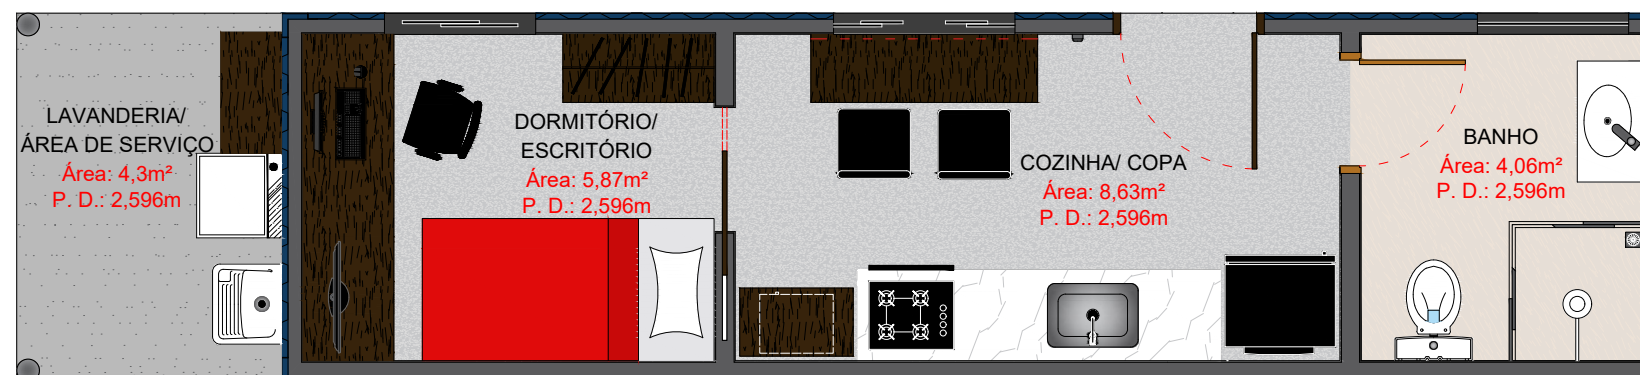 LAVANDERIA/
ÁREA DE SERVIÇO
Área: 4,3m²
P. D.: 2,596m
DORMITÓRIO/
ESCRITÓRIO
Área: 5,87m²
P. D.: 2,596m
COZINHA/ COPA
Área: 8,63m²
P. D.: 2,596m
BANHO
Área: 4,06m²
P. D.: 2,596m